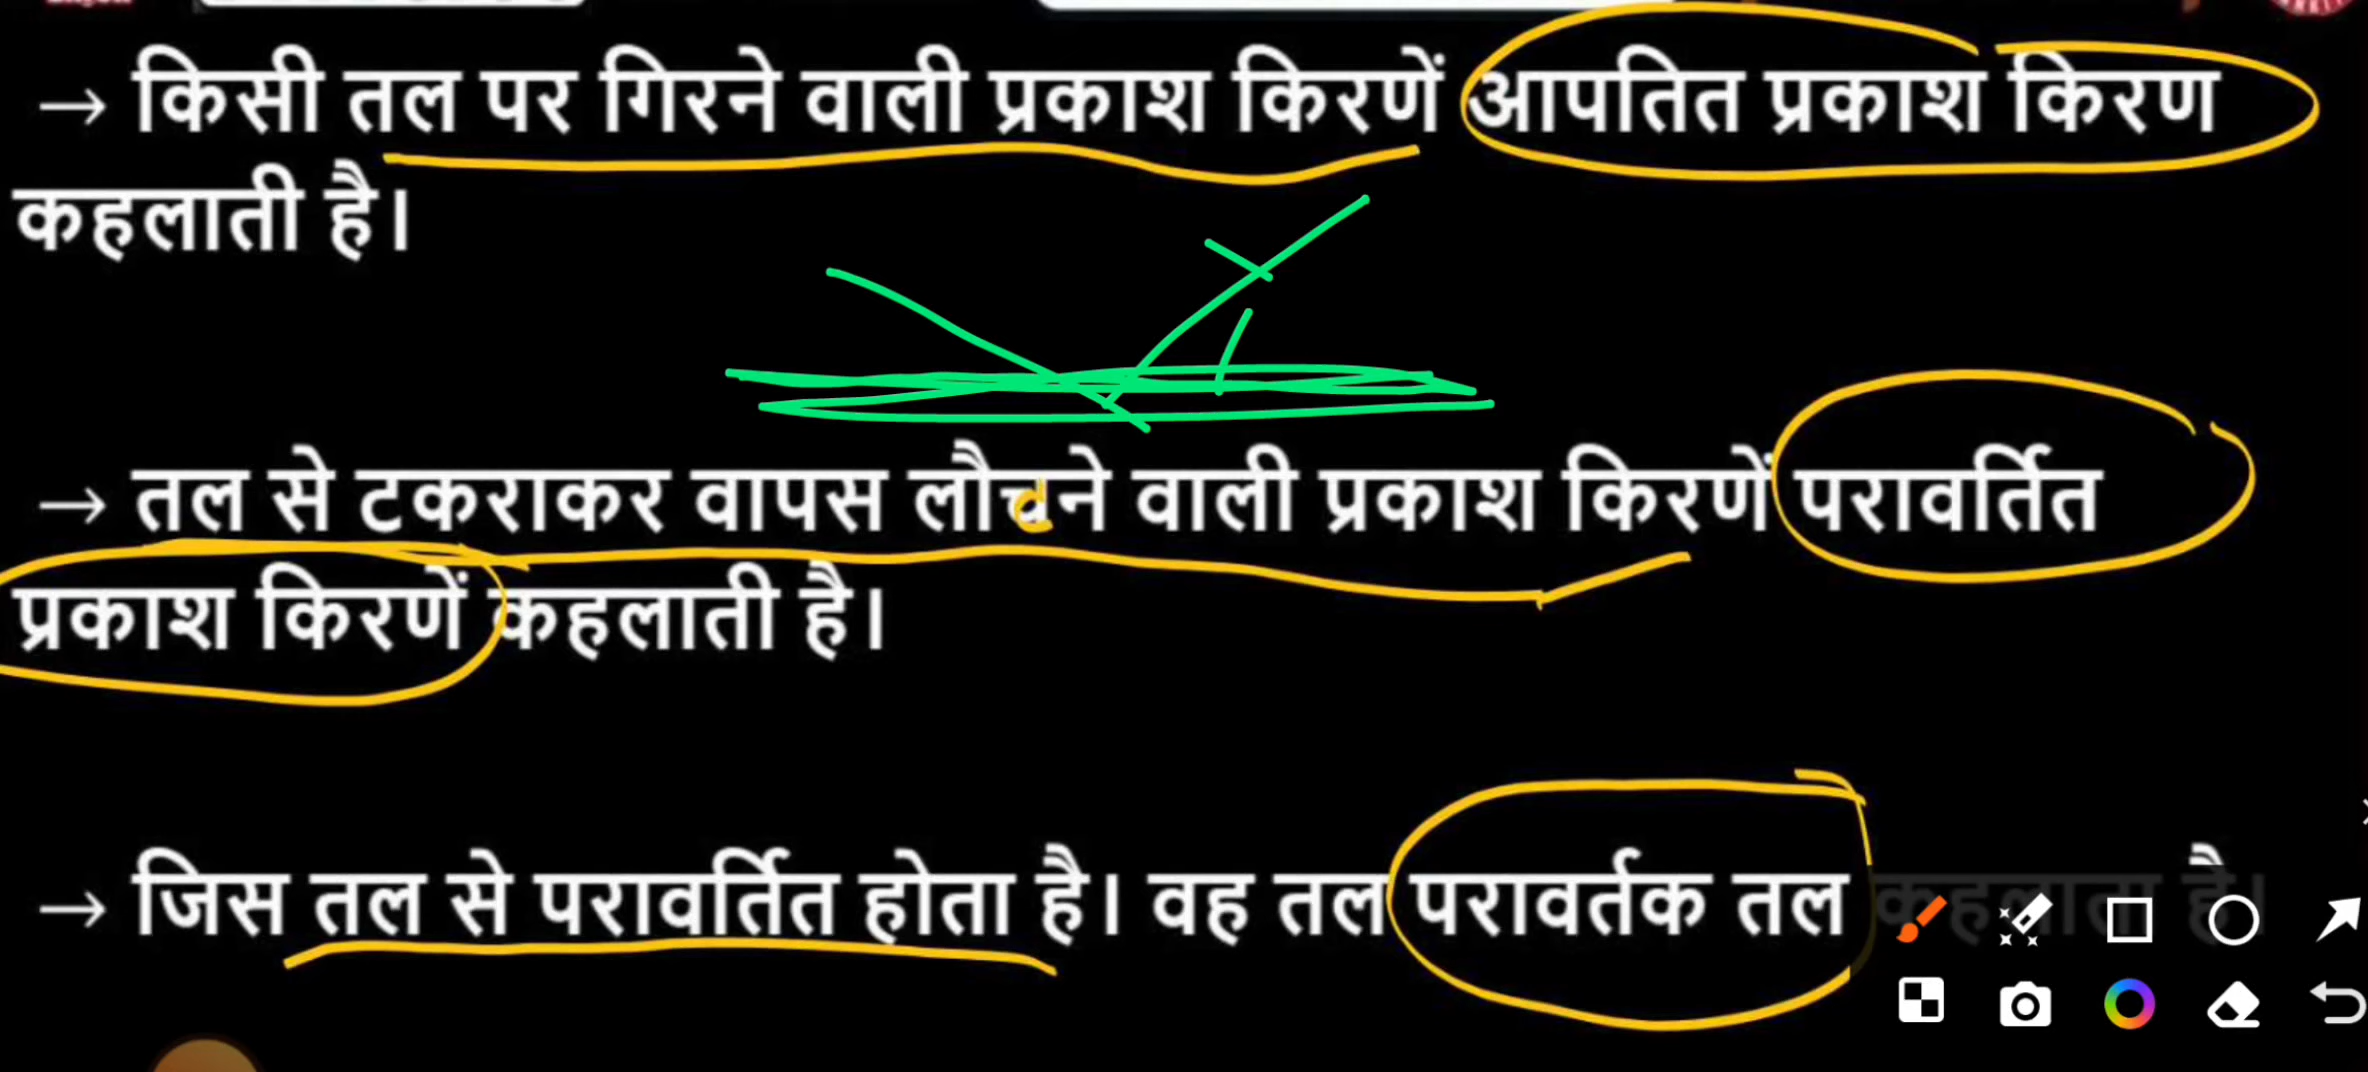 → किसी तल पर गिरने वाली प्रकाश किरणें आपतित प्रकाश किरण
कहलाती है।
→ तल से टकराकर वापस लौटने वाली प्रकाश किरणें परावर्तित
प्रकाश किरणें कहलाती है।
→ जिस तल से परावर्तित होता है। वह तल परावर्तक तल कहलाता है।